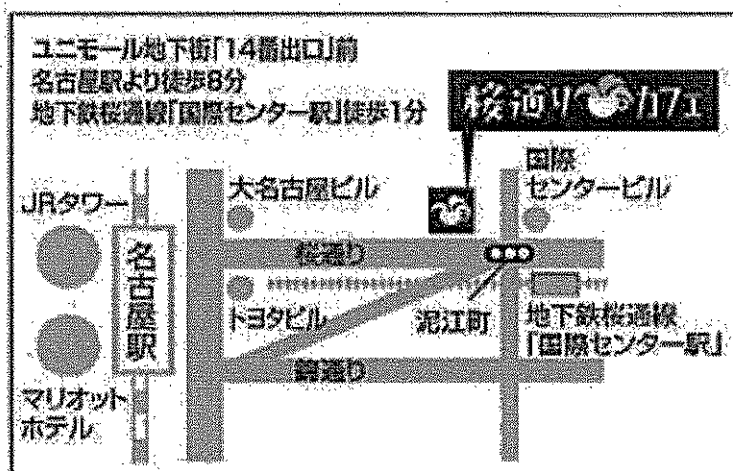 ユニモール地下街「14番出口」前
名古屋駅より徒歩8分
地下鉄桜通線「国際センター駅」徒歩1分
桜通りカフェ
国際
センタービル
大名古屋ビル
JRタワー
名古屋駅
桜通り
トヨタビル
泥江町
地下鉄桜通線
「国際センター駅」
錦通り
マリオット
ホテル